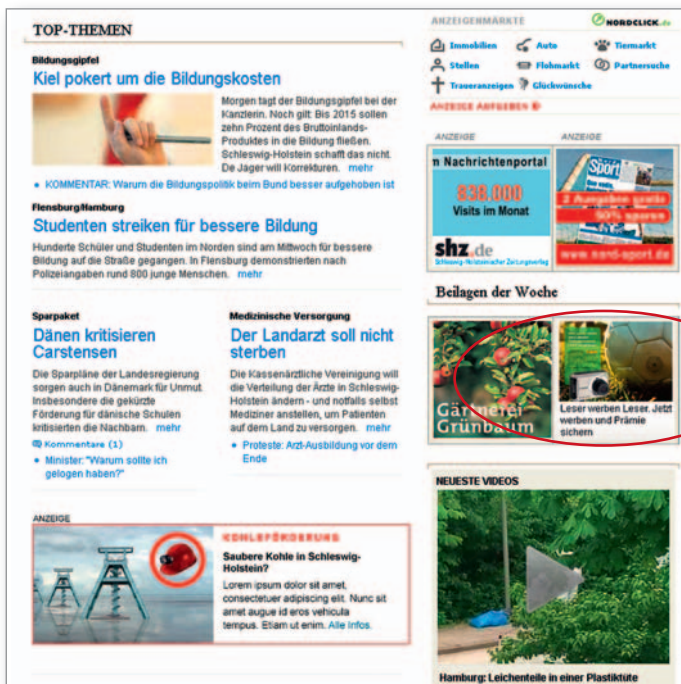 TOP-THEMEN
Bildungsgipfel
Kiel pokert um die Bildungskosten
Morgen tagt der Bildungsgipfel bei der
Kanzlerin. Noch gilt: Bis 2015 sollen
zehn Prozent des Bruttoinlands-
Produktes in die Bildung fließen.
Schleswig-Holstein schafft das nicht.
De Jager will Korrekturen. mehr
KOMMENTAR: Warum die Bildungspolitik beim Bund besser aufgehoben ist
Flensburg/Hamburg
Studenten streiken für bessere Bildung
Hunderte Schüler und Studenten im Norden sind am Mittwoch für bessere
Bildung auf die Straße gegangen. In Flensburg demonstrierten nach
Polizeiangaben rund 800 junge Menschen. mehr
Sparpaket
Dänen kritisieren
Carstensen
Die Sparpläne der Landesregierung
sorgen auch in Dänemark für Unmut.
Insbesondere die gekürzte
Förderung für dänische Schulen
kritisierten die Nachbarn. mehr
Kommentare (1)
Minister: "Warum sollte ich
gelogen haben?"
Medizinische Versorgung
Der Landarzt soll nicht
sterben
Die Kassenärztliche Vereinigung will
die Verteilung der Ärzte in Schleswig-
Holstein ändern - und notfalls selbst
Mediziner anstellen, um Patienten
auf dem Land zu versorgen. mehr
Proteste: Arzt-Ausbildung vor dem
Ende
ANZEIGE
KOHLEFÖRDERUNG
Saubere Kohle in Schleswig-
Holstein?
Lorem ipsum dolor sit amet,
consectetuer adipiscing elit. Nunc sit
amet augue id eros vehicula
tempus. Etiam ut enim. Alle Infos.
ANZEIGENMÄRKTE
NORDCLICK.de
Immobilien Auto Tiermarkt
Stellen Flohmarkt Partnersuche
Traueranzeigen Glückwünsche
ANZEIGE AUFGEBEN
ANZEIGE ANZEIGE
m Nachrichtenportal
838.000
Visits im Monat
shz.de
Schleswig-Holsteinischer Zeitungsverlag
Sport
2 Ausgaben gratis
50% sparen
www.nord-sport.de
Beilagen der Woche
Gärtnerei
Grünbaum
Leser werben Leser. Jetzt
werben und Prämie
sichern
NEUESTE VIDEOS
Hamburg: Leichenteile in einer Plastiktüte